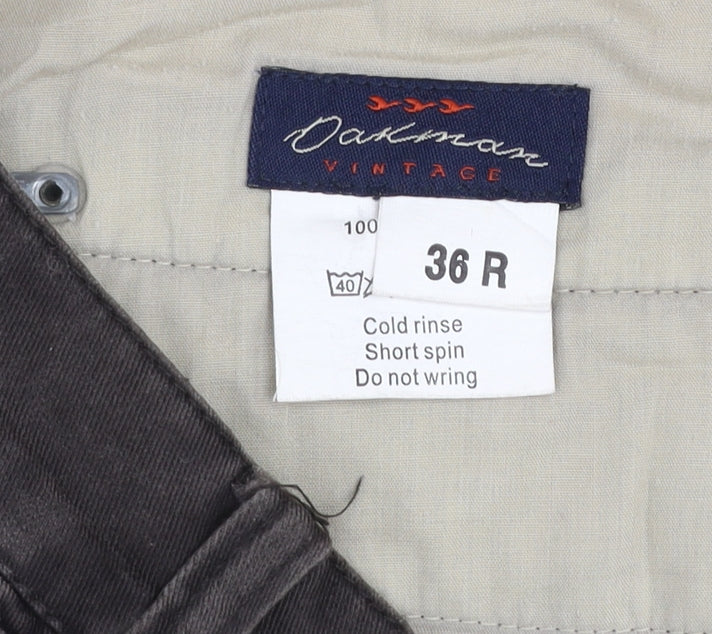 Oakman
VINTAGE
100
36 R
40
Cold rinse
Short spin
Do not wring